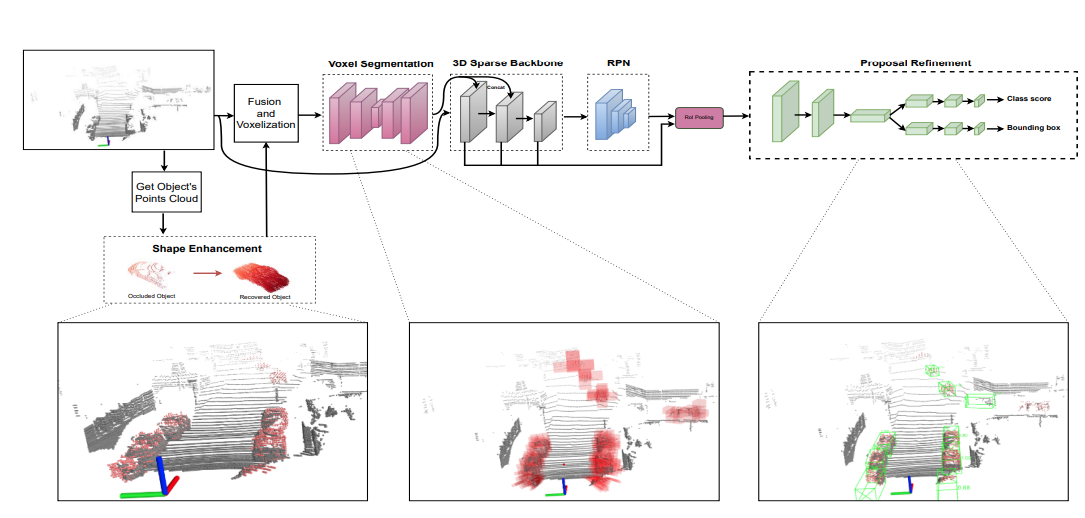 Voxel Segmentation
3D Sparse Backbone
RPN
Proposal Refinement
Concat
Fusion
and
Voxelization
RoI Pooling
Class score
Bounding box
Get Object's
Points Cloud
Shape Enhancement
Occluded Object
Recovered Object